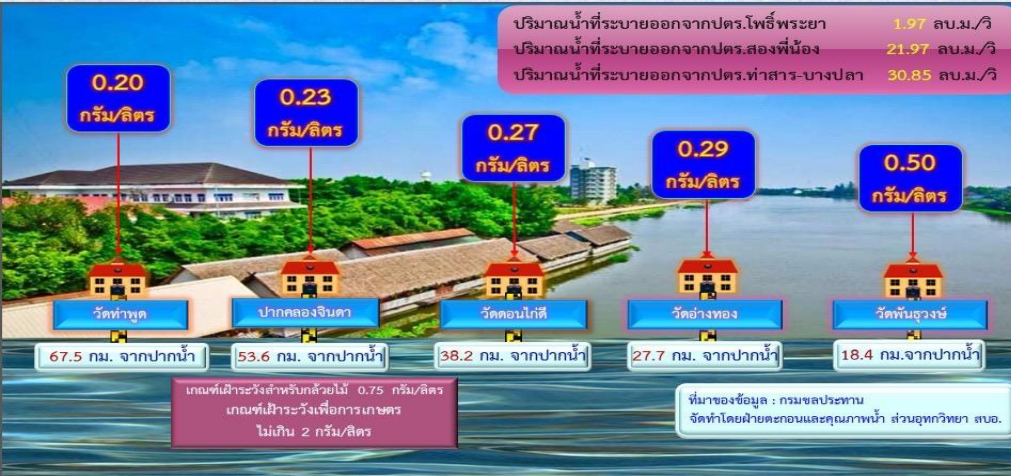 ปริมาณน้ำที่ระบายออกจากปตร.โพธิ์พระยา 1.97 ลบ.ม./วิ
ปริมาณน้ำที่ระบายออกจากปตร.สองพี่น้อง 21.97 ลบ.ม./วิ
ปริมาณน้ำที่ระบายออกจากปตร.ท่าสาร-บางปลา 30.85 ลบ.ม./วิ
0.20
กรัม/ลิตร
0.23
กรัม/ลิตร
0.27
กรัม/ลิตร
0.29
กรัม/ลิตร
0.50
กรัม/ลิตร
วัดท่าพูด
ปากคลองจินดา
วัดดอนไก่ดี
วัดอ่างทอง
วัดพันธุวงษ์
67.5 กม. จากปากน้ำ
53.6 กม. จากปากน้ำ
38.2 กม. จากปากน้ำ
27.7 กม. จากปากน้ำ
18.4 กม.จากปากน้ำ
เกณฑ์เฝ้าระวังสำหรับกล้วยไม้ 0.75 กรัม/ลิตร
เกณฑ์เฝ้าระวังเพื่อการเกษตร
ไม่เกิน 2 กรัม/ลิตร
ที่มาของข้อมูล : กรมชลประทาน
จัดทำโดยฝ่ายตะกอนและคุณภาพน้ำ ส่วนอุทกวิทยา สบอ.